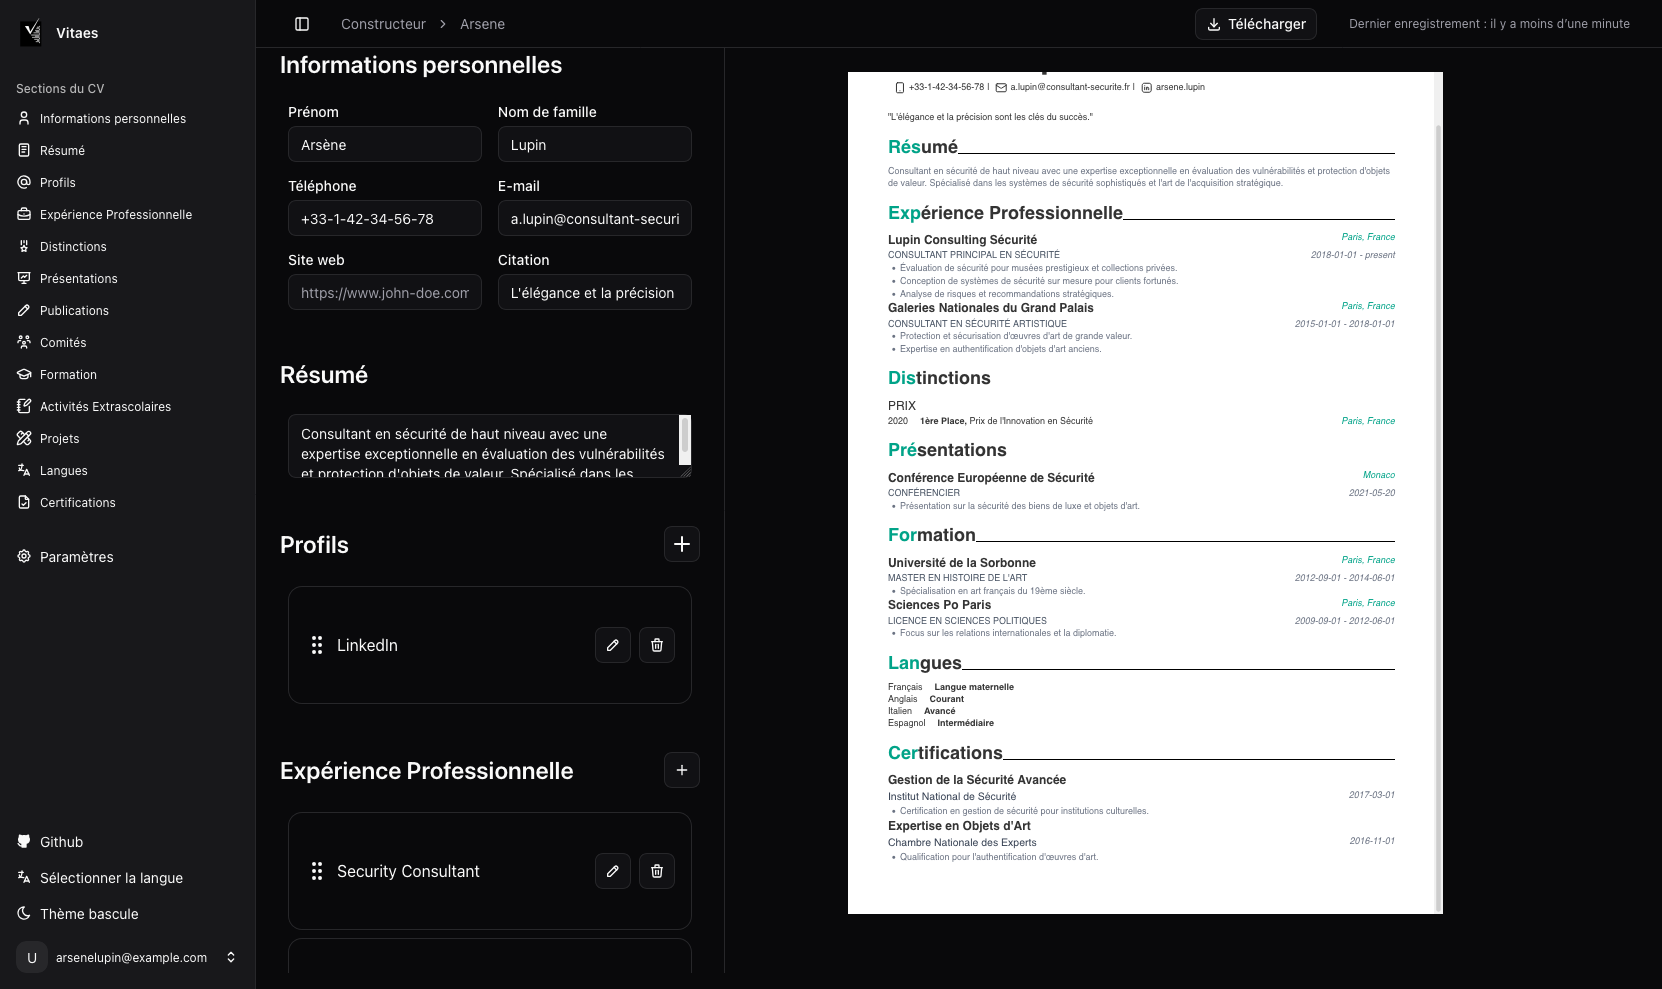 Vitaes
Sections du CV
Informations personnelles
Résumé
Profils
Expérience Professionnelle
Distinctions
Présentations
Publications
Comités
Formation
Activités Extrascolaires
Projets
Langues
Certifications
Paramètres
Github
Sélectionner la langue
Thème bascule
U
arsenelupin@example.com
Constructeur > Arsene
Télécharger
Dernier enregistrement : il y a moins d'une minute
Informations personnelles
Prénom
Nom de famille
Arsène
Lupin
Téléphone
E-mail
+33-1-42-34-56-78
a.lupin@consultant-securi
Site web
Citation
https://www.john-doe.com
L'élégance et la précision
Résumé
Consultant en sécurité de haut niveau avec une
expertise exceptionnelle en évaluation des vulnérabilités
et protection d'objets de valeur. Spécialisé dans les
Profils
LinkedIn
Expérience Professionnelle
Security Consultant
+33-1-42-34-56-78 | a.lupin@consultant-securite.fr | arsene.lupin
"L'élégance et la précision sont les clés du succès."
Résumé
Consultant en sécurité de haut niveau avec une expertise exceptionnelle en évaluation des vulnérabilités et protection d'objets
de valeur. Spécialisé dans les systèmes de sécurité sophistiqués et l'art de l'acquisition stratégique.
Expérience Professionnelle
Lupin Consulting Sécurité Paris, France
CONSULTANT PRINCIPAL EN SÉCURITÉ 2018-01-01 - present
• Évaluation de sécurité pour musées prestigieux et collections privées.
• Conception de systèmes de sécurité sur mesure pour clients fortunés.
• Analyse de risques et recommandations stratégiques.
Galeries Nationales du Grand Palais Paris, France
CONSULTANT EN SÉCURITÉ ARTISTIQUE 2015-01-01 - 2018-01-01
• Protection et sécurisation d'œuvres d'art de grande valeur.
• Expertise en authentification d'objets d'art anciens.
Distinctions
PRIX
2020 1ère Place, Prix de l'Innovation en Sécurité Paris, France
Présentations
Conférence Européenne de Sécurité Monaco
CONFÉRENCIER 2021-05-20
• Présentation sur la sécurité des biens de luxe et objets d'art.
Formation
Université de la Sorbonne Paris, France
MASTER EN HISTOIRE DE L'ART 2012-09-01 - 2014-06-01
• Spécialisation en art français du 19ème siècle.
Sciences Po Paris Paris, France
LICENCE EN SCIENCES POLITIQUES 2009-09-01 - 2012-06-01
• Focus sur les relations internationales et la diplomatie.
Langues
Français Langue maternelle
Anglais Courant
Italien Avancé
Espagnol Intermédiaire
Certifications
Gestion de la Sécurité Avancée
Institut National de Sécurité 2017-03-01
• Certification en gestion de sécurité pour institutions culturelles.
Expertise en Objets d'Art
Chambre Nationale des Experts 2016-11-01
• Qualification pour l'authentification d'œuvres d'art.